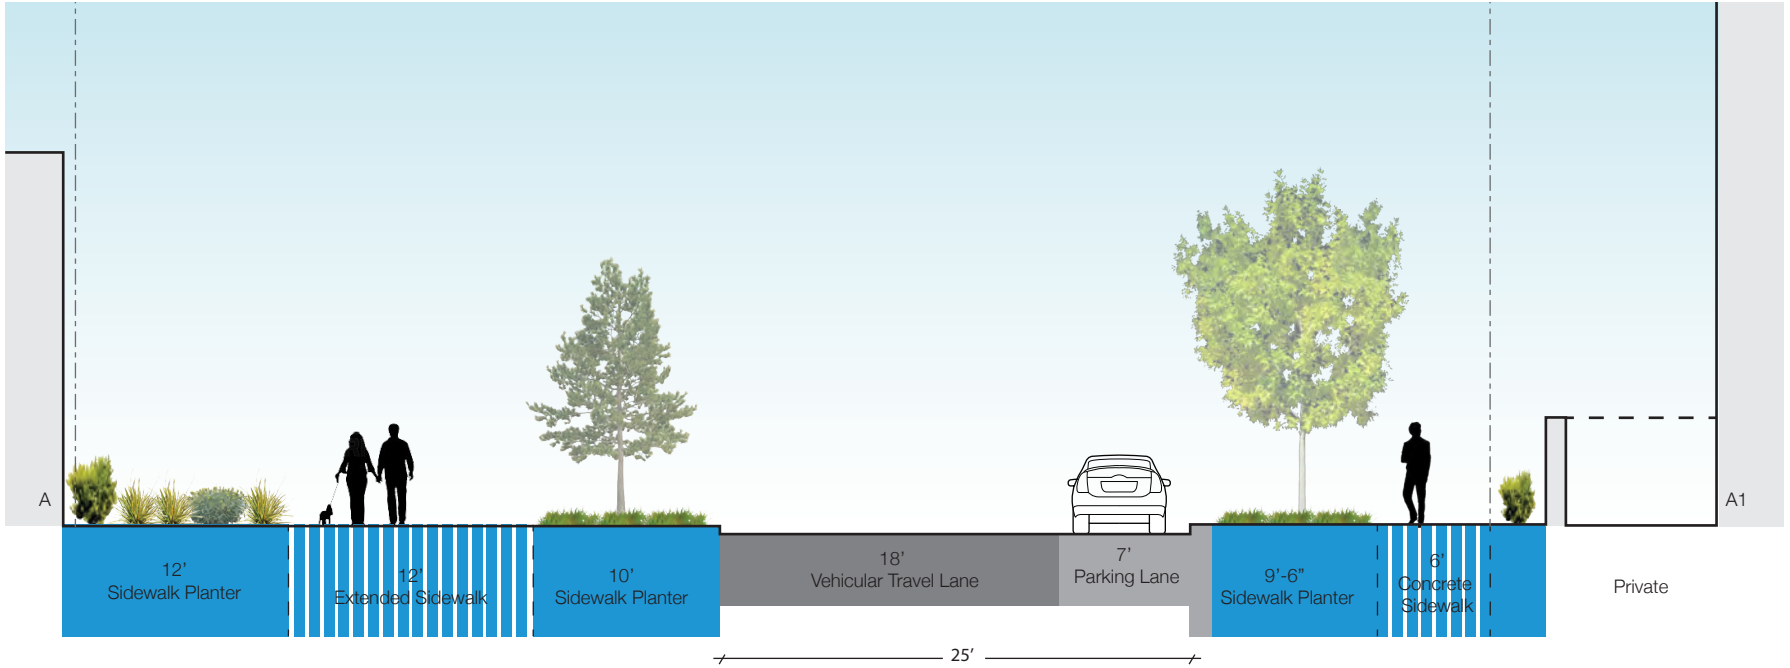 A
A1
12’
Sidewalk Planter
12’
Extended Sidewalk
10’
Sidewalk Planter
18’
Vehicular Travel Lane
7’
Parking Lane
9’-6”
Sidewalk Planter
6’
Concrete
Sidewalk
Private
25’